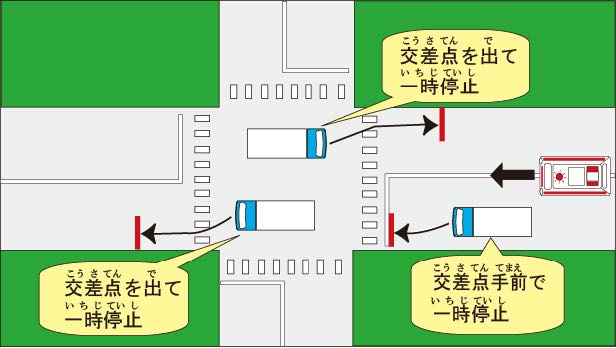 こうさてん で
交差点を出て
いちじていし
一時停止
こうさてん で
交差点を出て
いちじていし
一時停止
こうさてん てまえ
交差点手前で
いちじていし
一時停止